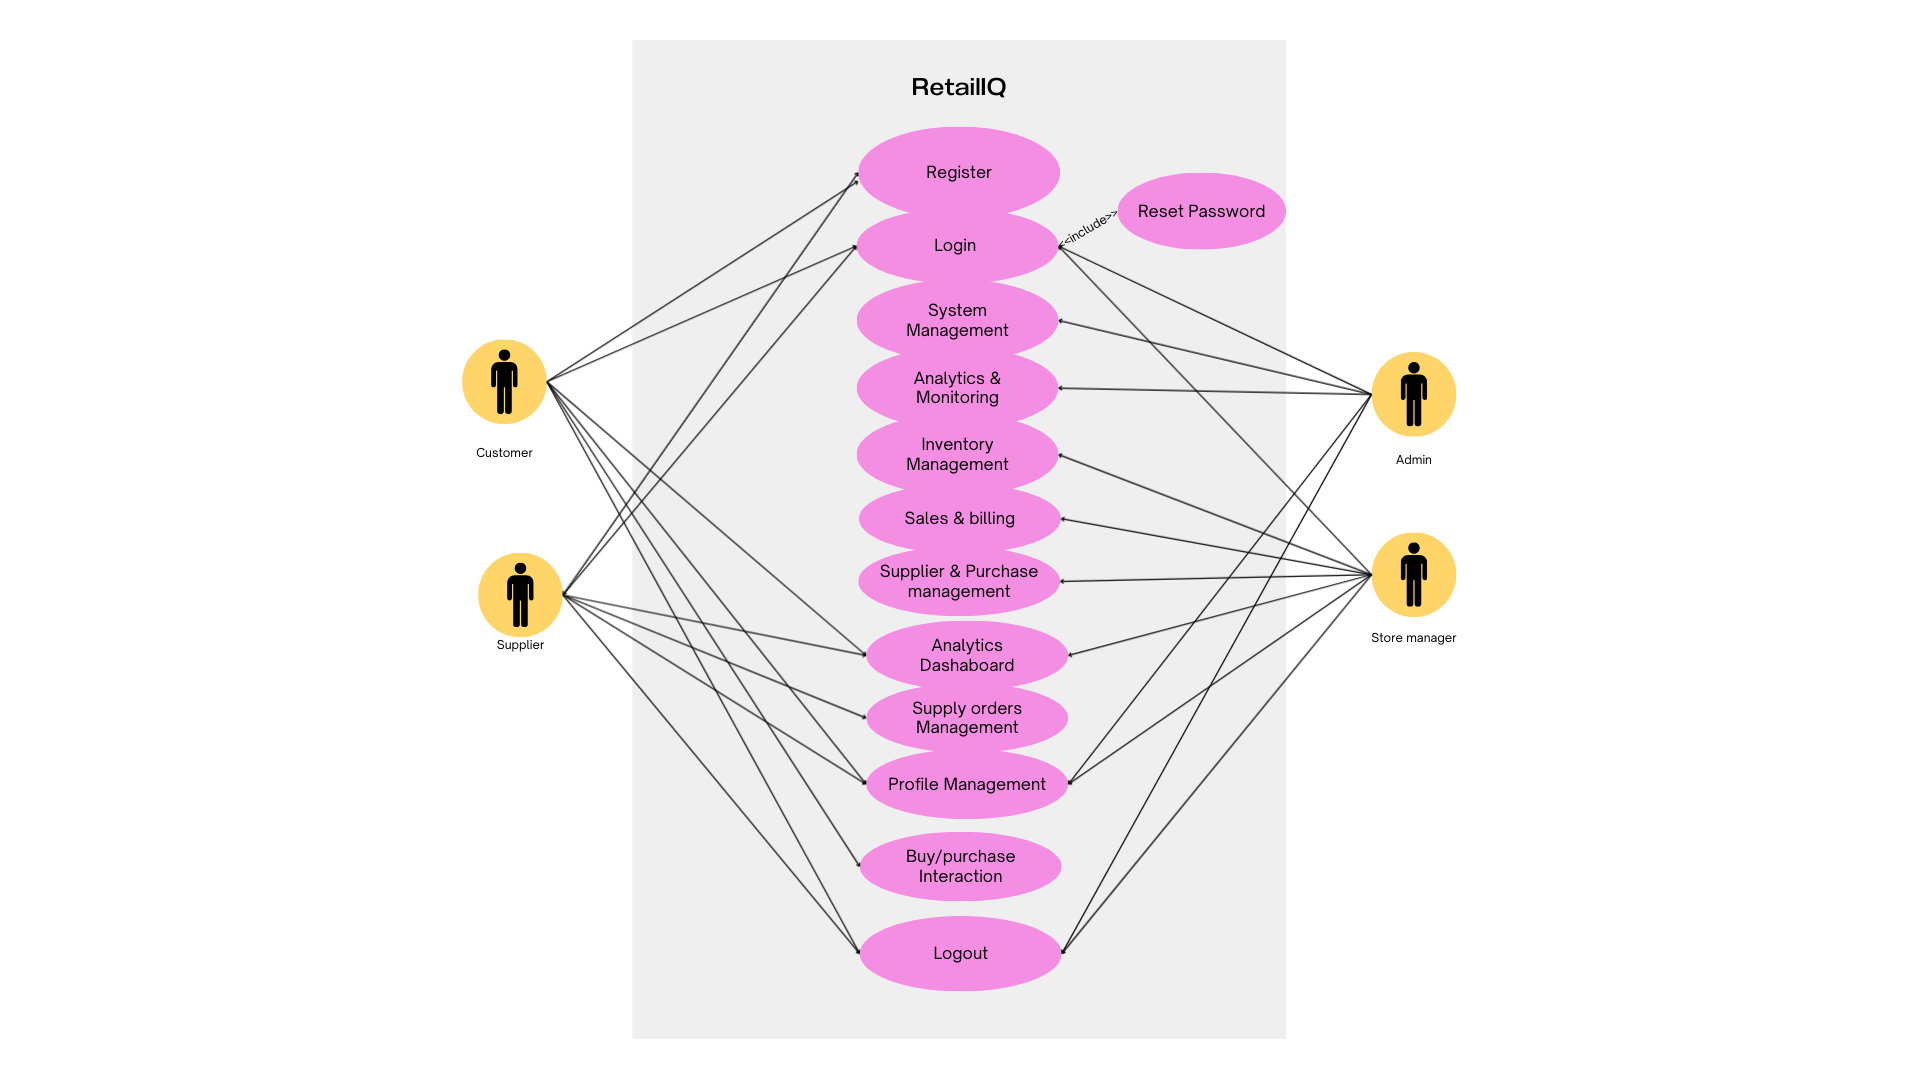 RetailIQ
Register
Reset Password
<<include>>
Login
System
Management
Analytics &
Monitoring
Inventory
Management
Customer
Admin
Sales & billing
Supplier & Purchase
management
Supplier
Store manager
Analytics
Dashaboard
Supply orders
Management
Profile Management
Buy/purchase
Interaction
Logout